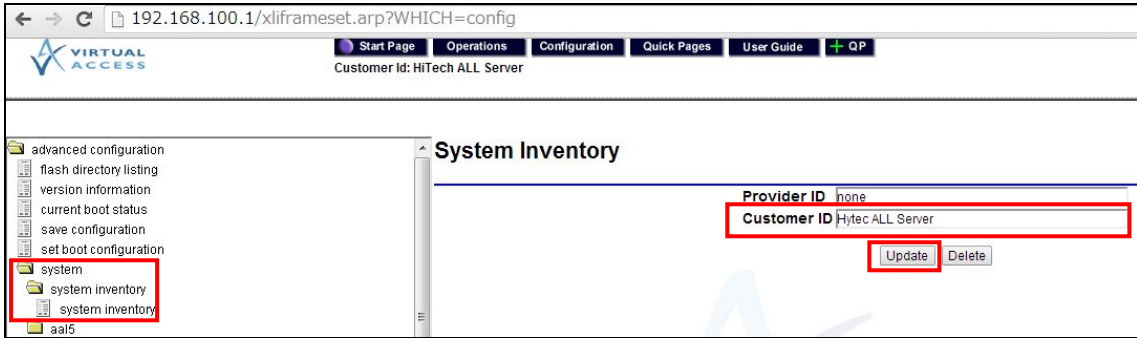 192.168.100.1/xliframeset.arp?WHICH=config
VIRTUAL
ACCESS
Start Page Operations Configuration Quick Pages User Guide + QP
Customer Id: HiTech ALL Server
advanced configuration
flash directory listing
version information
current boot status
save configuration
set boot configuration
system
system inventory
system inventory
aal5
System Inventory
Provider ID none
Customer ID Hytec ALL Server
Update Delete